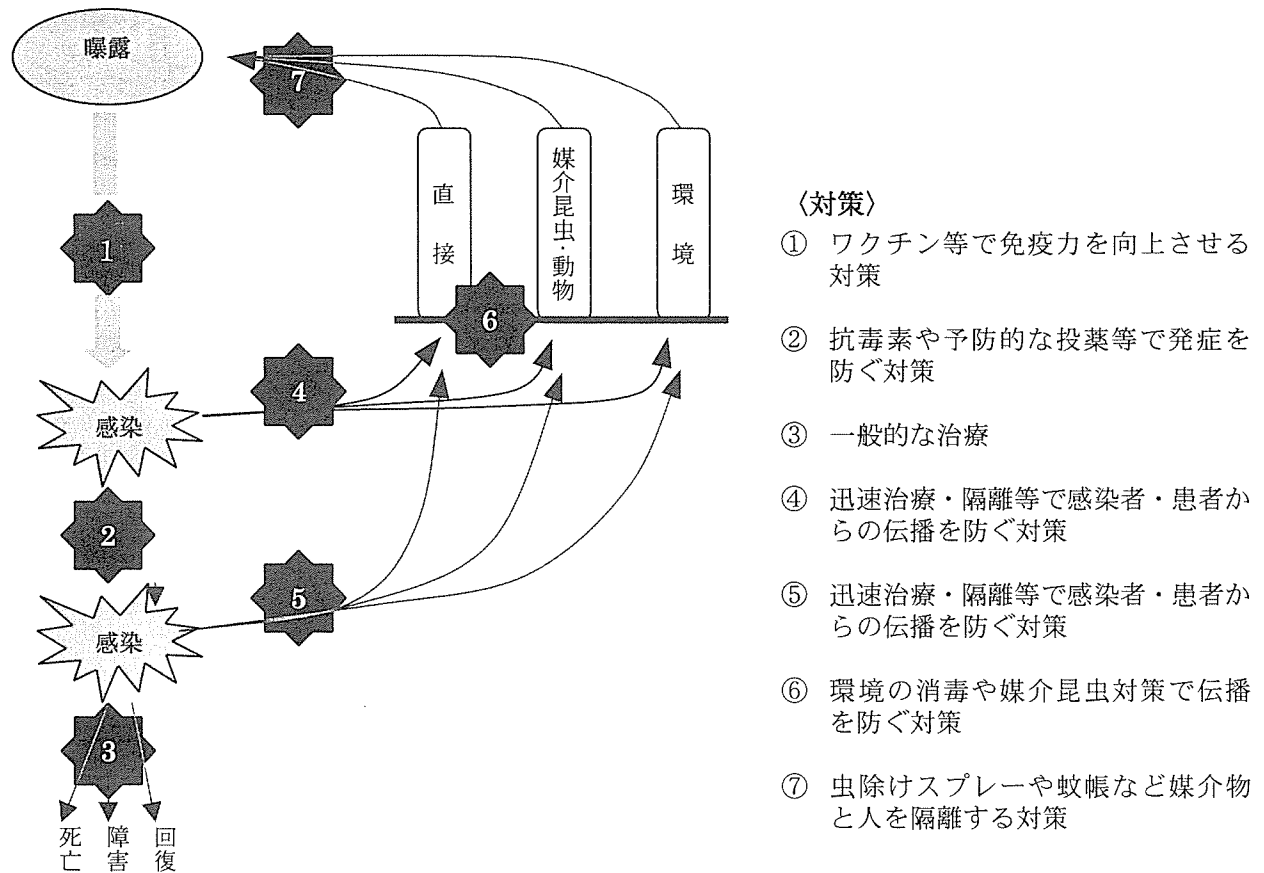 曝露
7
直接
媒介昆虫・動物
環境
1
6
4
感染
2
5
感染
3
死亡
障害
回復
〈対策〉
① ワクチン等で免疫力を向上させる
対策
② 抗毒素や予防的な投薬等で発症を
防ぐ対策
③ 一般的な治療
④ 迅速治療・隔離等で感染者・患者か
らの伝播を防ぐ対策
⑤ 迅速治療・隔離等で感染者・患者か
らの伝播を防ぐ対策
⑥ 環境の消毒や媒介昆虫対策で伝播
を防ぐ対策
⑦ 虫除けスプレーや蚊帳など媒介物
と人を隔離する対策